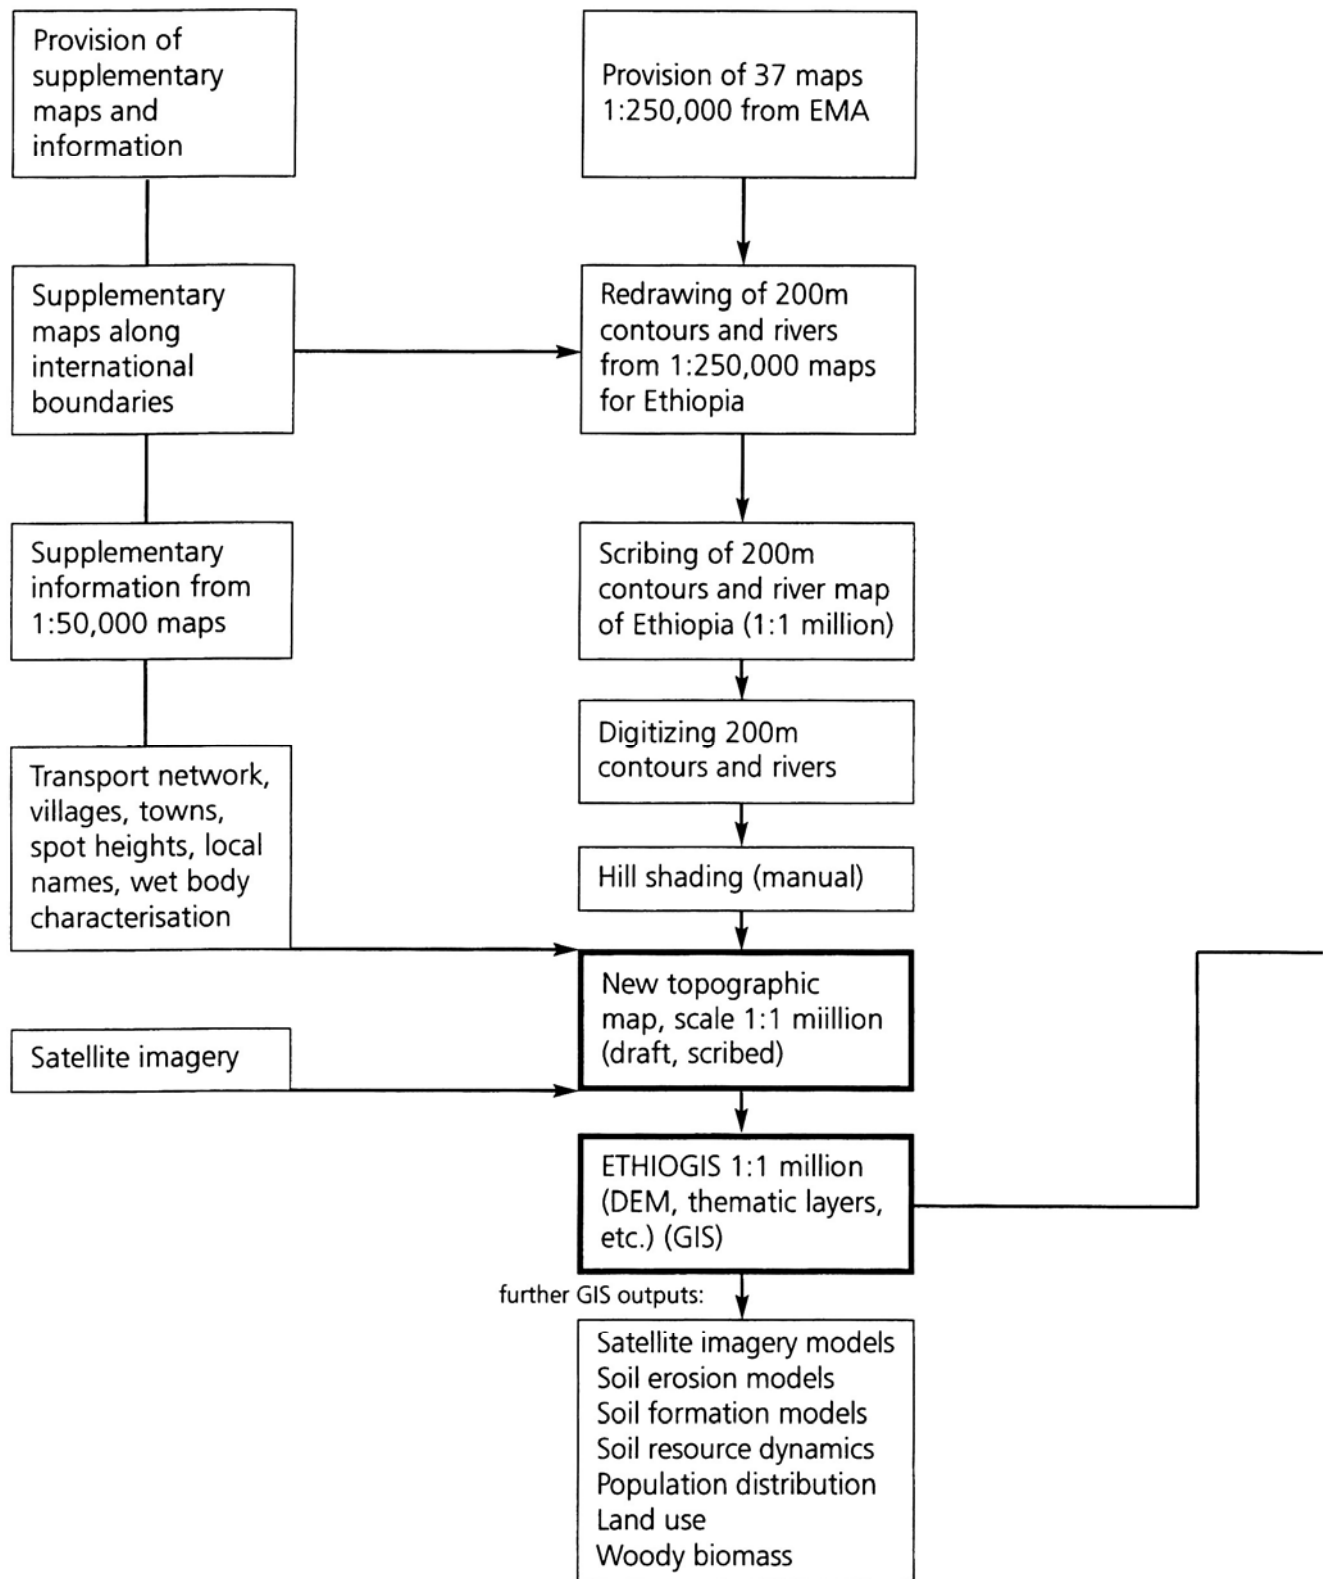 Provision of
supplementary
maps and
information
Provision of 37 maps
1:250,000 from EMA
Supplementary
maps along
international
boundaries
Redrawing of 200m
contours and rivers
from 1:250,000 maps
for Ethiopia
Supplementary
information from
1:50,000 maps
Scribing of 200m
contours and river map
of Ethiopia (1:1 million)
Digitizing 200m
contours and rivers
Transport network,
villages, towns,
spot heights, local
names, wet body
characterisation
Hill shading (manual)
New topographic
map, scale 1:1 miillion
(draft, scribed)
Satellite imagery
ETHIOGIS 1:1 million
(DEM, thematic layers,
etc.) (GIS)
further GIS outputs:
Satellite imagery models
Soil erosion models
Soil formation models
Soil resource dynamics
Population distribution
Land use
Woody biomass